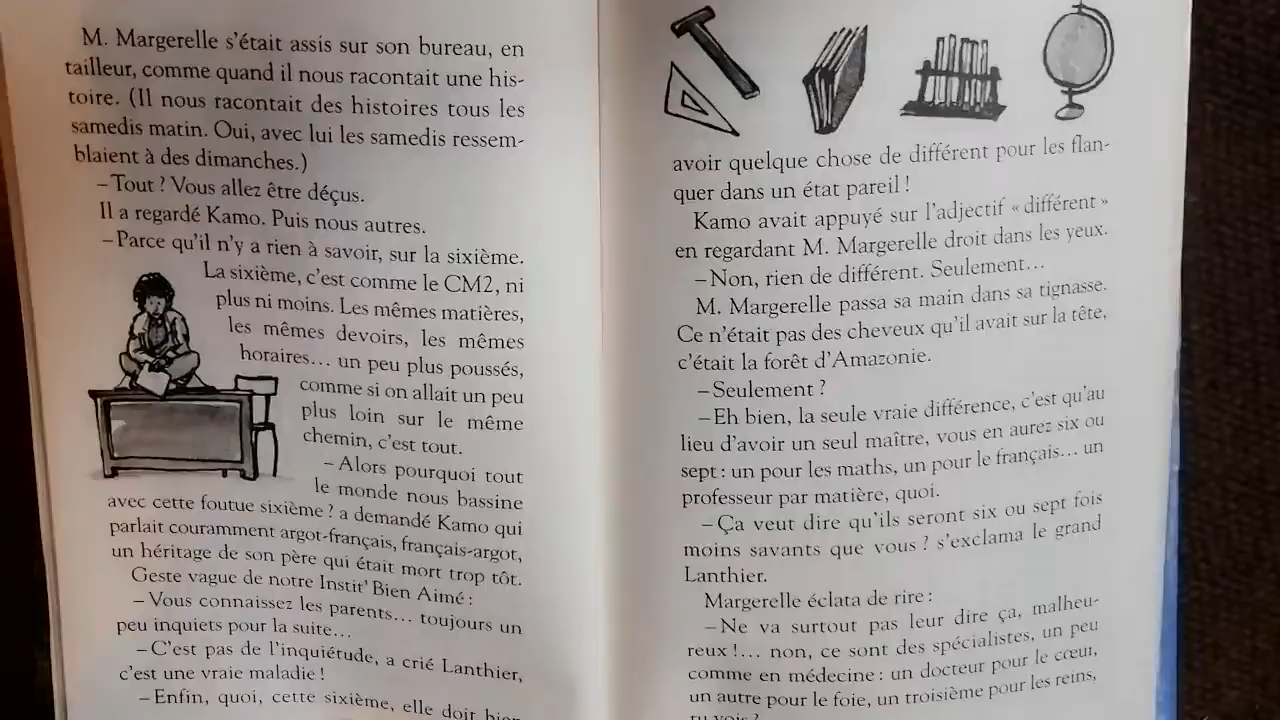 M. Margerelle s'était assis sur son bureau, en
tailleur, comme quand il nous racontait une his-
toire. (Il nous racontait des histoires tous les
samedis matin. Oui, avec lui les samedis ressem-
blaient à des dimanches.)
– Tout ? Vous allez être déçus.
Il a regardé Kamo. Puis nous autres.
– Parce qu'il n'y a rien à savoir, sur la sixième.
La sixième, c'est comme le CM2, ni
plus ni moins. Les mêmes matières,
les mêmes devoirs, les mêmes
horaires... un peu plus poussés,
comme si on allait un peu
plus loin sur le même
chemin, c'est tout.
– Alors pourquoi tout
le monde nous bassine
avec cette foutue sixième ? a demandé Kamo qui
parlait couramment argot-français, français-argot,
un héritage de son père qui était mort trop tôt.
Geste vague de notre Instit' Bien Aimé :
– Vous connaissez les parents... toujours un
peu inquiets pour la suite...
– C'est pas de l'inquiétude, a crié Lanthier,
c'est une vraie maladie !
– Enfin, quoi, cette sixième, elle doit bien
avoir quelque chose de différent pour les flan-
quer dans un état pareil !
Kamo avait appuyé sur l'adjectif « différent »
en regardant M. Margerelle droit dans les yeux.
– Non, rien de différent. Seulement...
M. Margerelle passa sa main dans sa tignasse.
Ce n'était pas des cheveux qu'il avait sur la tête,
c'était la forêt d'Amazonie.
– Seulement ?
– Eh bien, la seule vraie différence, c'est qu'au
lieu d'avoir un seul maître, vous en aurez six ou
sept : un pour les maths, un pour le français... un
professeur par matière, quoi.
– Ça veut dire qu'ils seront six ou sept fois
moins savants que vous ? s'exclama le grand
Lanthier.
Margerelle éclata de rire :
– Ne va surtout pas leur dire ça, malheu-
reux !... non, ce sont des spécialistes, un peu
comme en médecine : un docteur pour le cœur,
un autre pour le foie, un troisième pour les reins,
tu vois ?